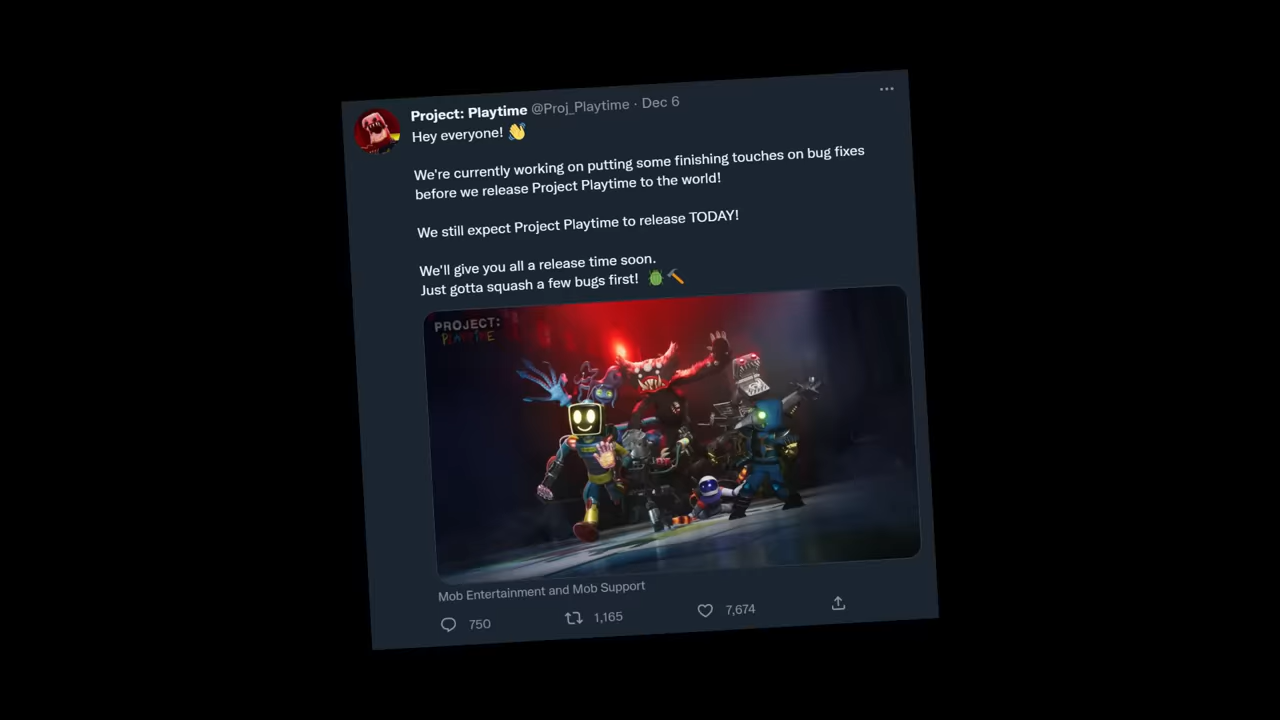 Project: Playtime @Proj_Playtime · Dec 6
Hey everyone! 👋
We're currently working on putting some finishing touches on bug fixes
before we release Project Playtime to the world!
We still expect Project Playtime to release TODAY!
We'll give you all a release time soon.
Just gotta squash a few bugs first! 🪲🔨
PROJECT:
PLAYTIME
Mob Entertainment and Mob Support
750 1,165 7,674